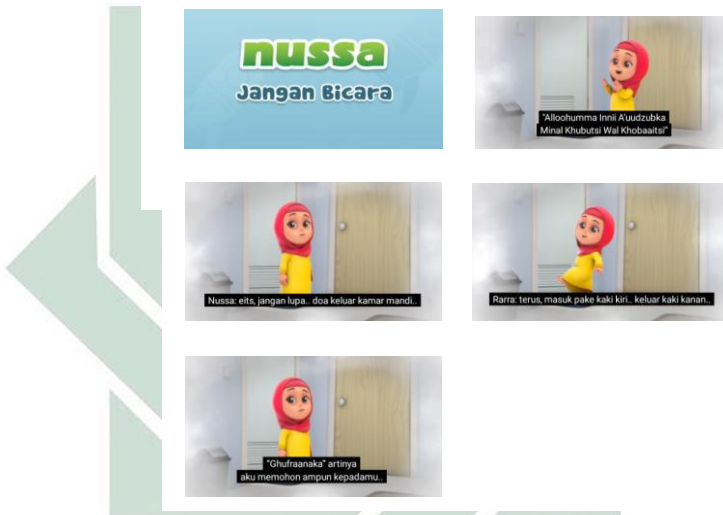 nussa
Jangan Bicara
"Alloohumma Innii A'uudzubka
Minal Khubutsi Wal Khobaaitsi"
Nussa: eits, jangan lupa.. doa keluar kamar mandi..
Rarra: terus, masuk pake kaki kiri.. keluar kaki kanan..
"Ghufraanaka" artinya
aku memohon ampun kepadamu..